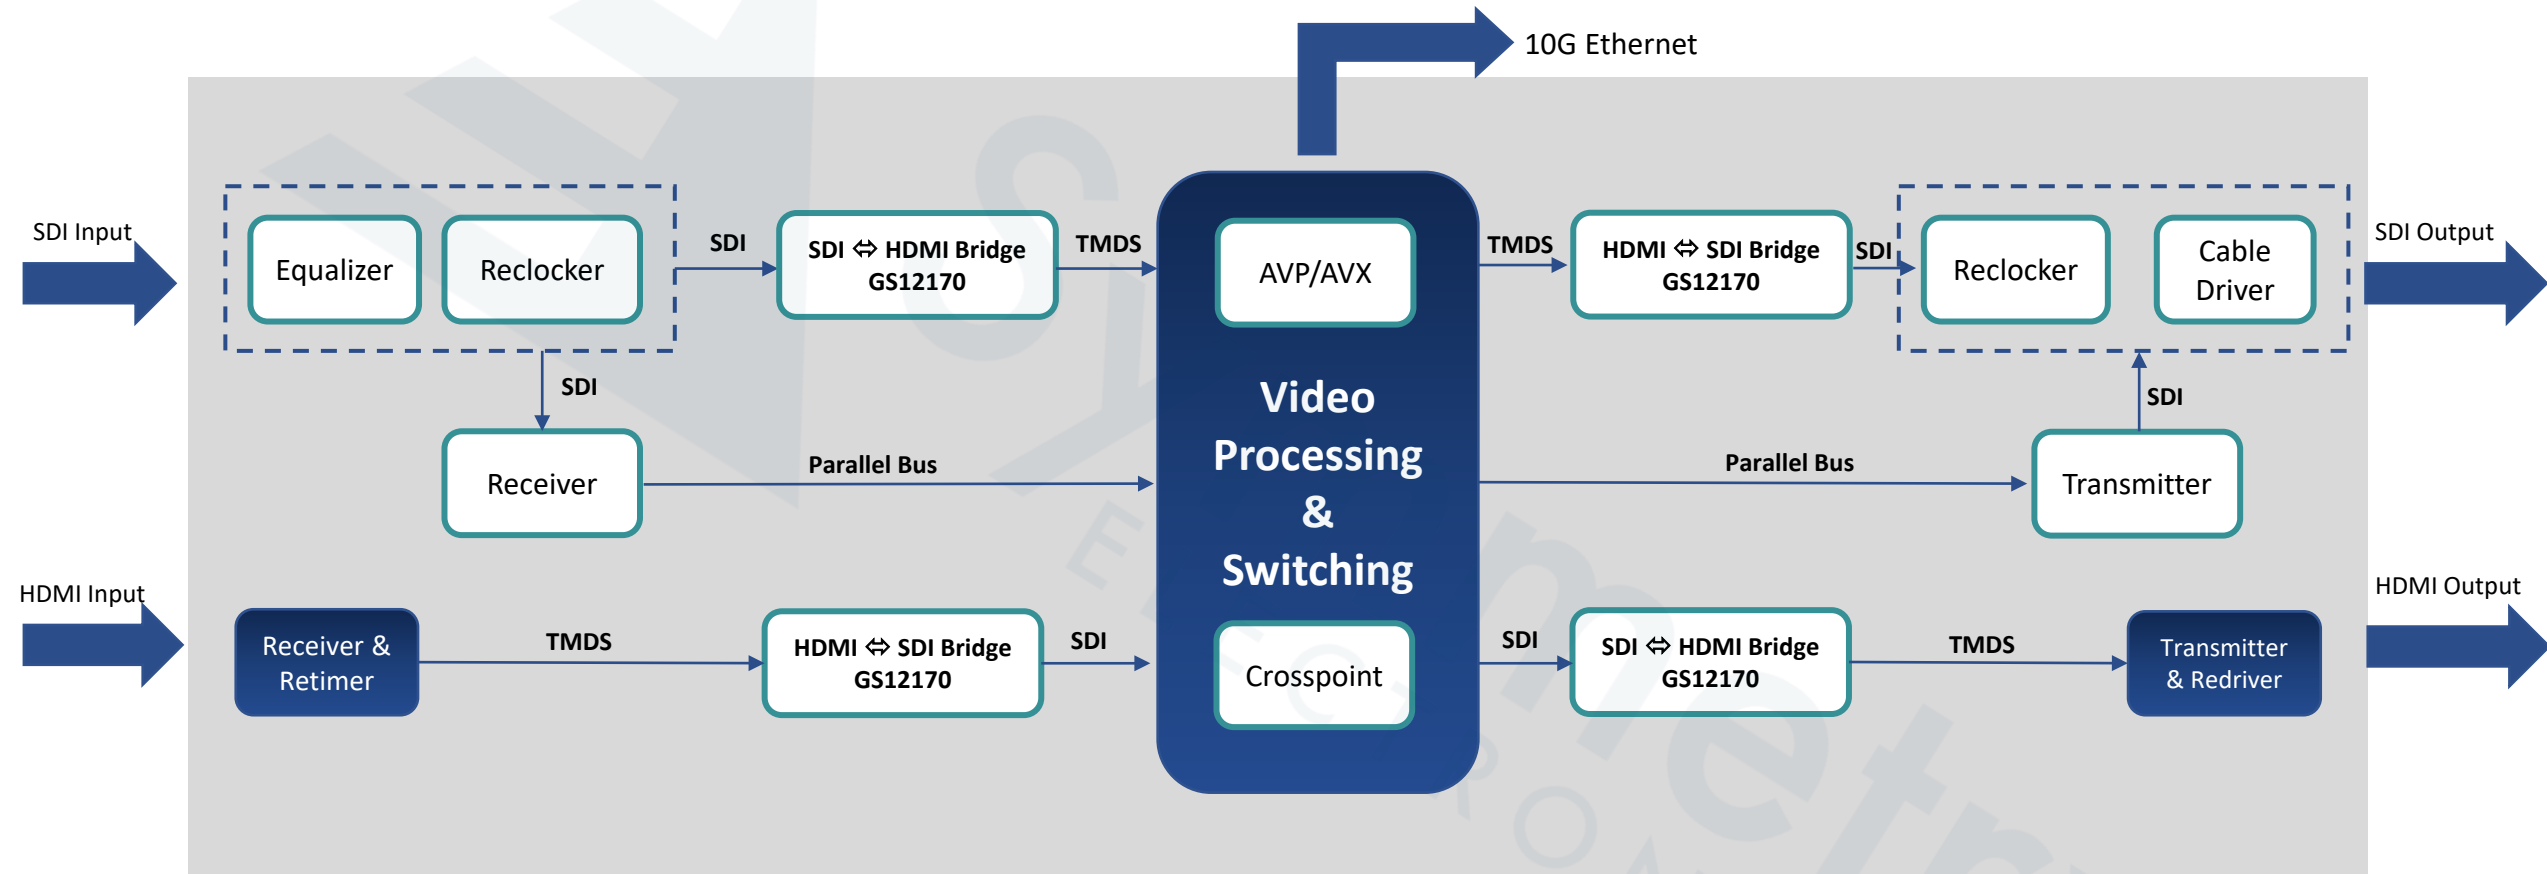 10G Ethernet
SDI Input
Equalizer
Reclocker
SDI
SDI ⇔ HDMI Bridge
GS12170
TMDS
AVP/AVX
TMDS
HDMI ⇔ SDI Bridge
GS12170
SDI
Reclocker
Cable
Driver
SDI Output
SDI
Receiver
Parallel Bus
Video
Processing
&
Switching
Parallel Bus
SDI
Transmitter
HDMI Input
Receiver &
Retimer
TMDS
HDMI ⇔ SDI Bridge
GS12170
SDI
Crosspoint
SDI
SDI ⇔ HDMI Bridge
GS12170
TMDS
Transmitter
& Redriver
HDMI Output